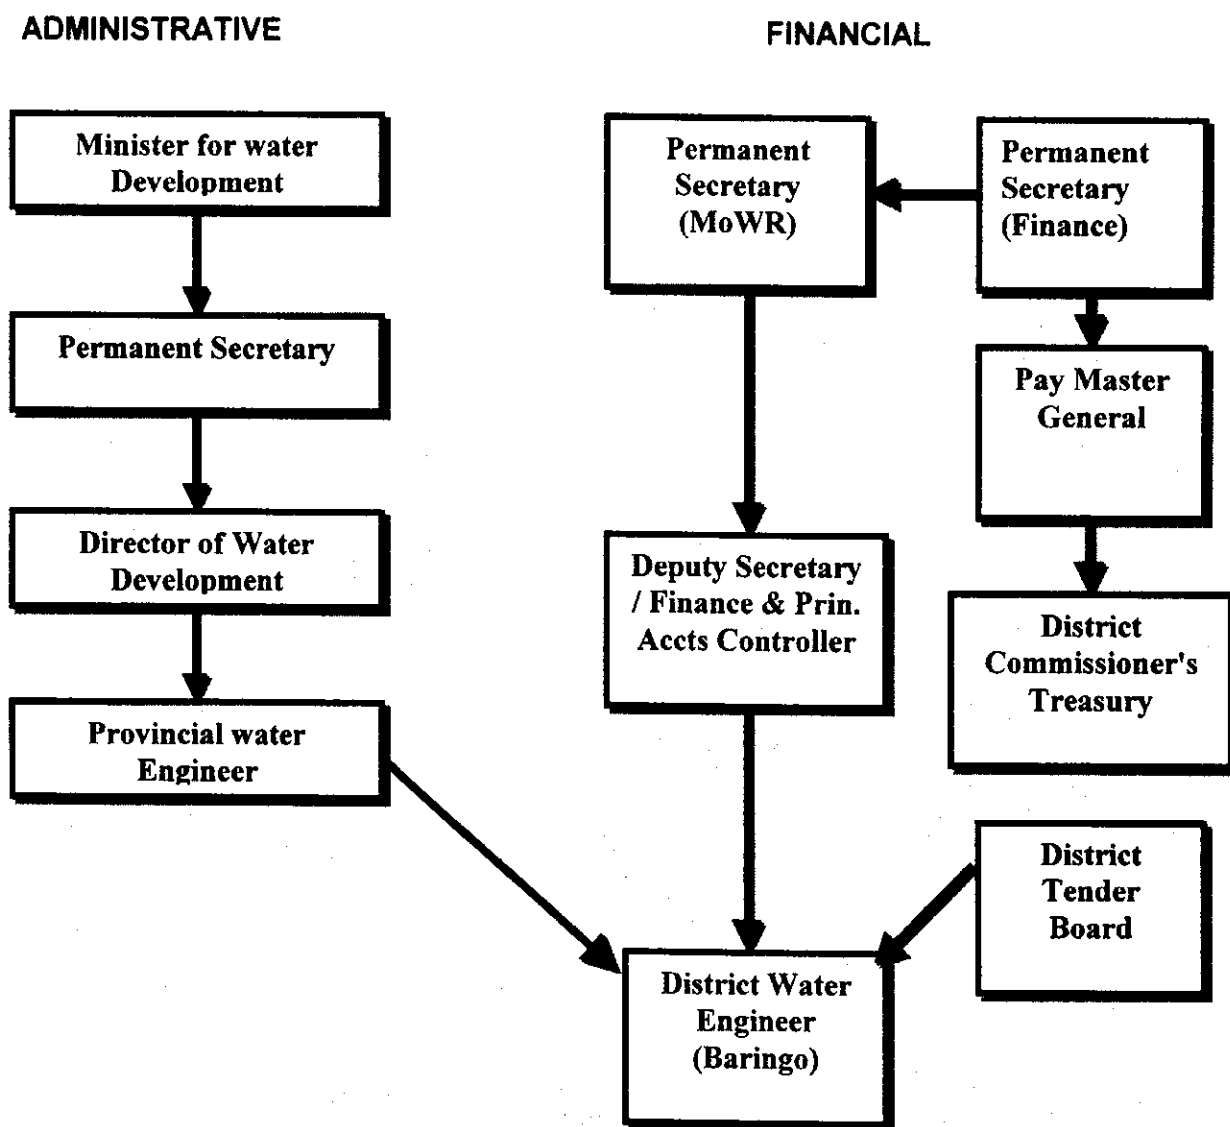 ADMINISTRATIVE
FINANCIAL
Minister for water
Development
Permanent Secretary
Director of Water
Development
Provincial water
Engineer
Permanent
Secretary
(MoWR)
Permanent
Secretary
(Finance)
Pay Master
General
Deputy Secretary
/ Finance & Prin.
Accts Controller
District
Commissioner's
Treasury
District
Tender
Board
District Water
Engineer
(Baringo)